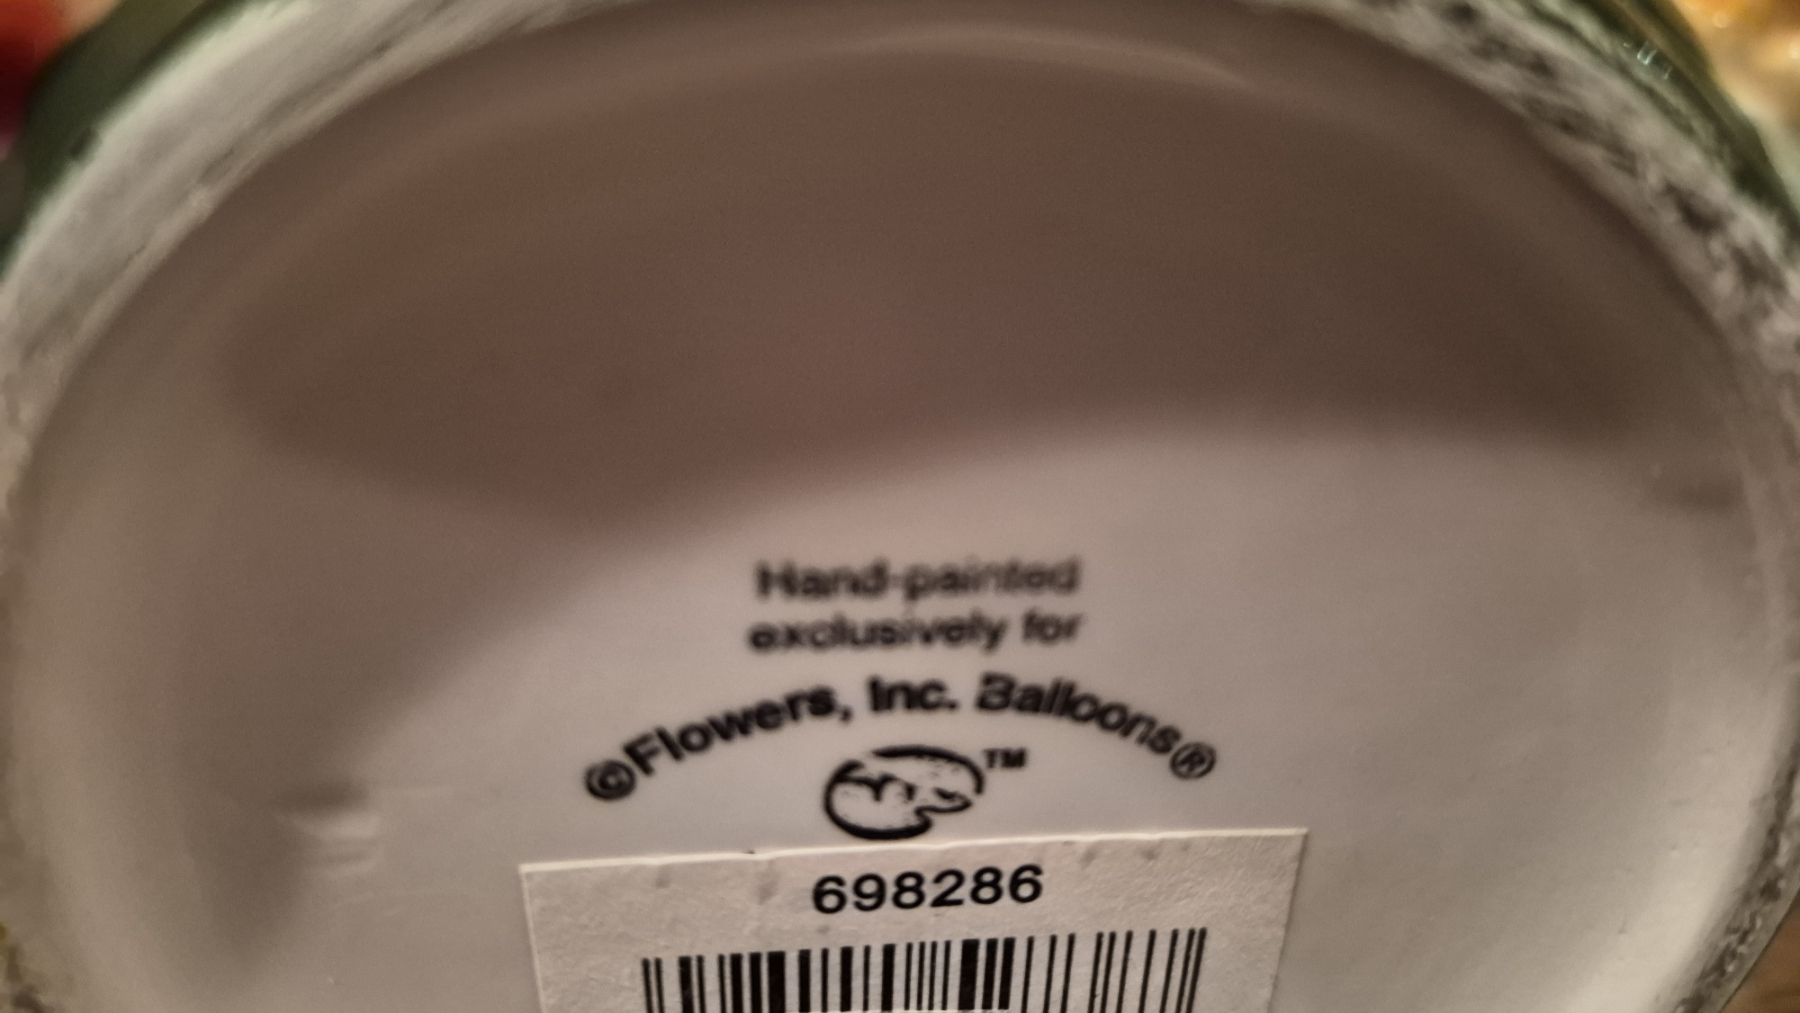 Hand-painted
exclusively for
©Flowers, Inc. Balloons®
TM
698286